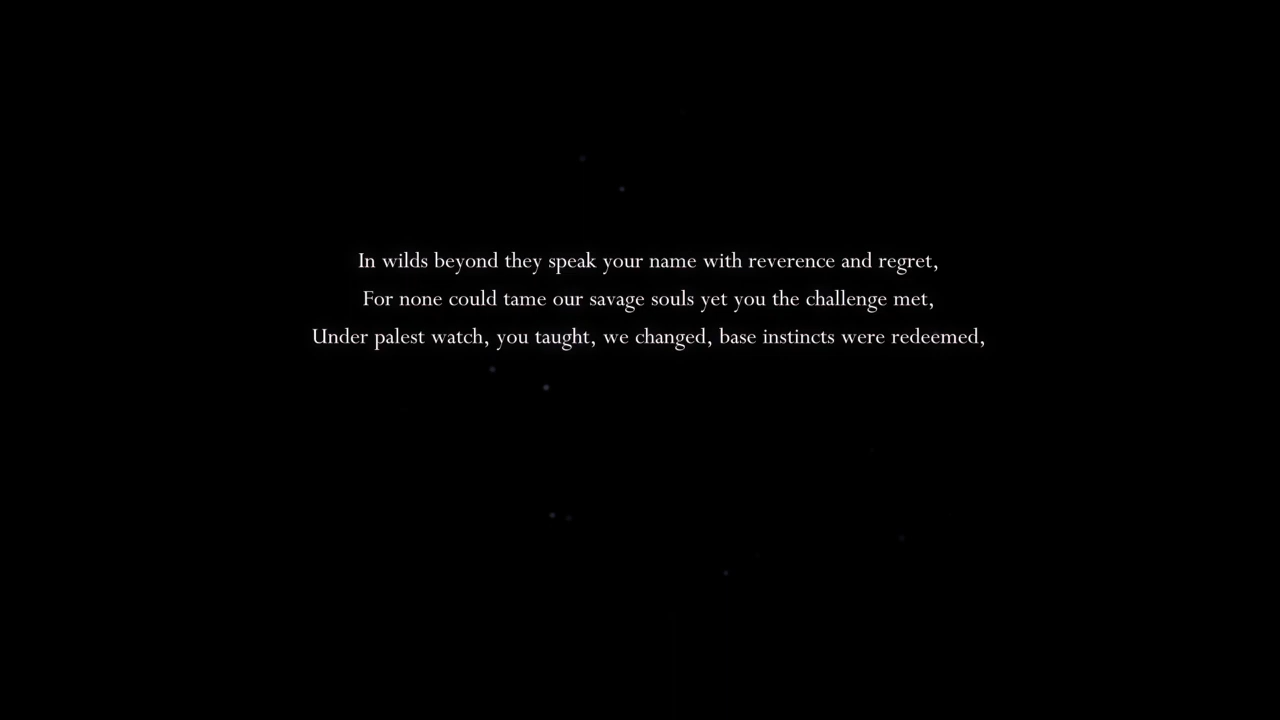 In wilds beyond they speak your name with reverence and regret,
For none could tame our savage souls yet you the challenge met,
Under palest watch, you taught, we changed, base instincts were redeemed,